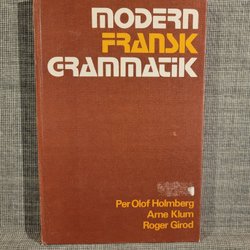 MODERN
FRANSK
GRAMMATIK
Per Olof Holmberg
Arne Klum
Roger Girod